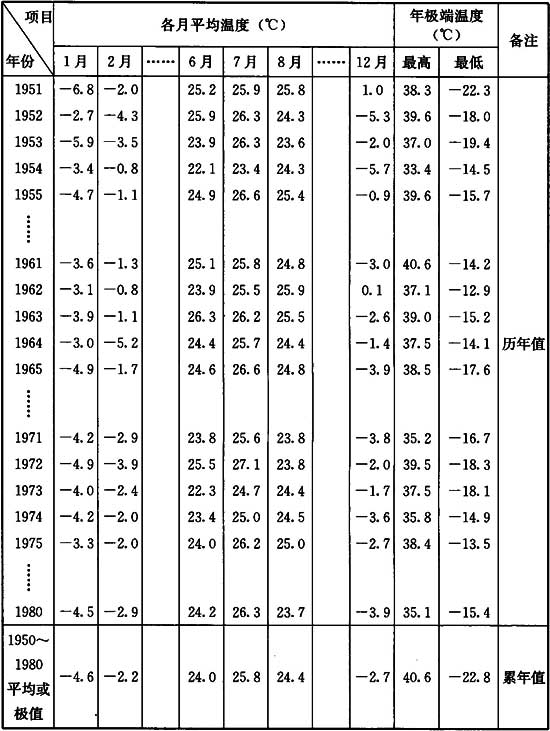 项目 各月平均温度（℃） 年极端温度（℃） 备注
年份 1月 2月 …… 6月 7月 8月 …… 12月 最高 最低
1951 −6.8 −2.0 25.2 25.9 25.8 1.0 38.3 −22.3
1952 −2.7 −4.3 25.9 26.3 24.3 −5.3 39.6 −18.0
1953 −5.9 −3.5 23.9 26.3 23.6 −2.0 37.0 −19.4
1954 −3.4 −0.8 22.1 23.4 24.3 −5.7 33.4 −14.5
1955 −4.7 −1.1 24.9 26.6 25.4 −0.9 39.6 −15.7
……
1961 −3.6 −1.3 25.1 25.8 24.8 −3.0 40.6 −14.2
1962 −3.1 −0.8 23.9 25.5 25.9 0.1 37.1 −12.9
1963 −3.9 −1.1 26.3 26.2 25.5 −2.6 39.0 −15.2
1964 −3.0 −5.2 24.4 25.7 24.4 −1.4 37.5 −14.1 历年值
1965 −4.9 −1.7 24.6 26.6 24.8 −3.9 38.5 −17.6
……
1971 −4.2 −2.9 23.8 25.6 23.8 −3.8 35.2 −16.7
1972 −4.9 −3.9 25.5 27.1 23.8 −2.0 39.5 −18.3
1973 −4.0 −2.4 22.3 24.7 24.4 −1.7 37.5 −18.1
1974 −4.2 −2.0 23.4 25.0 24.5 −3.6 35.8 −14.9
1975 −3.3 −2.0 24.0 26.2 25.0 −2.7 38.4 −13.5
……
1980 −4.5 −2.9 24.2 26.3 23.7 −3.9 35.1 −15.4
1950～
1980
平均或
极值 −4.6 −2.2 24.0 25.8 24.4 −2.7 40.6 −22.8 累年值